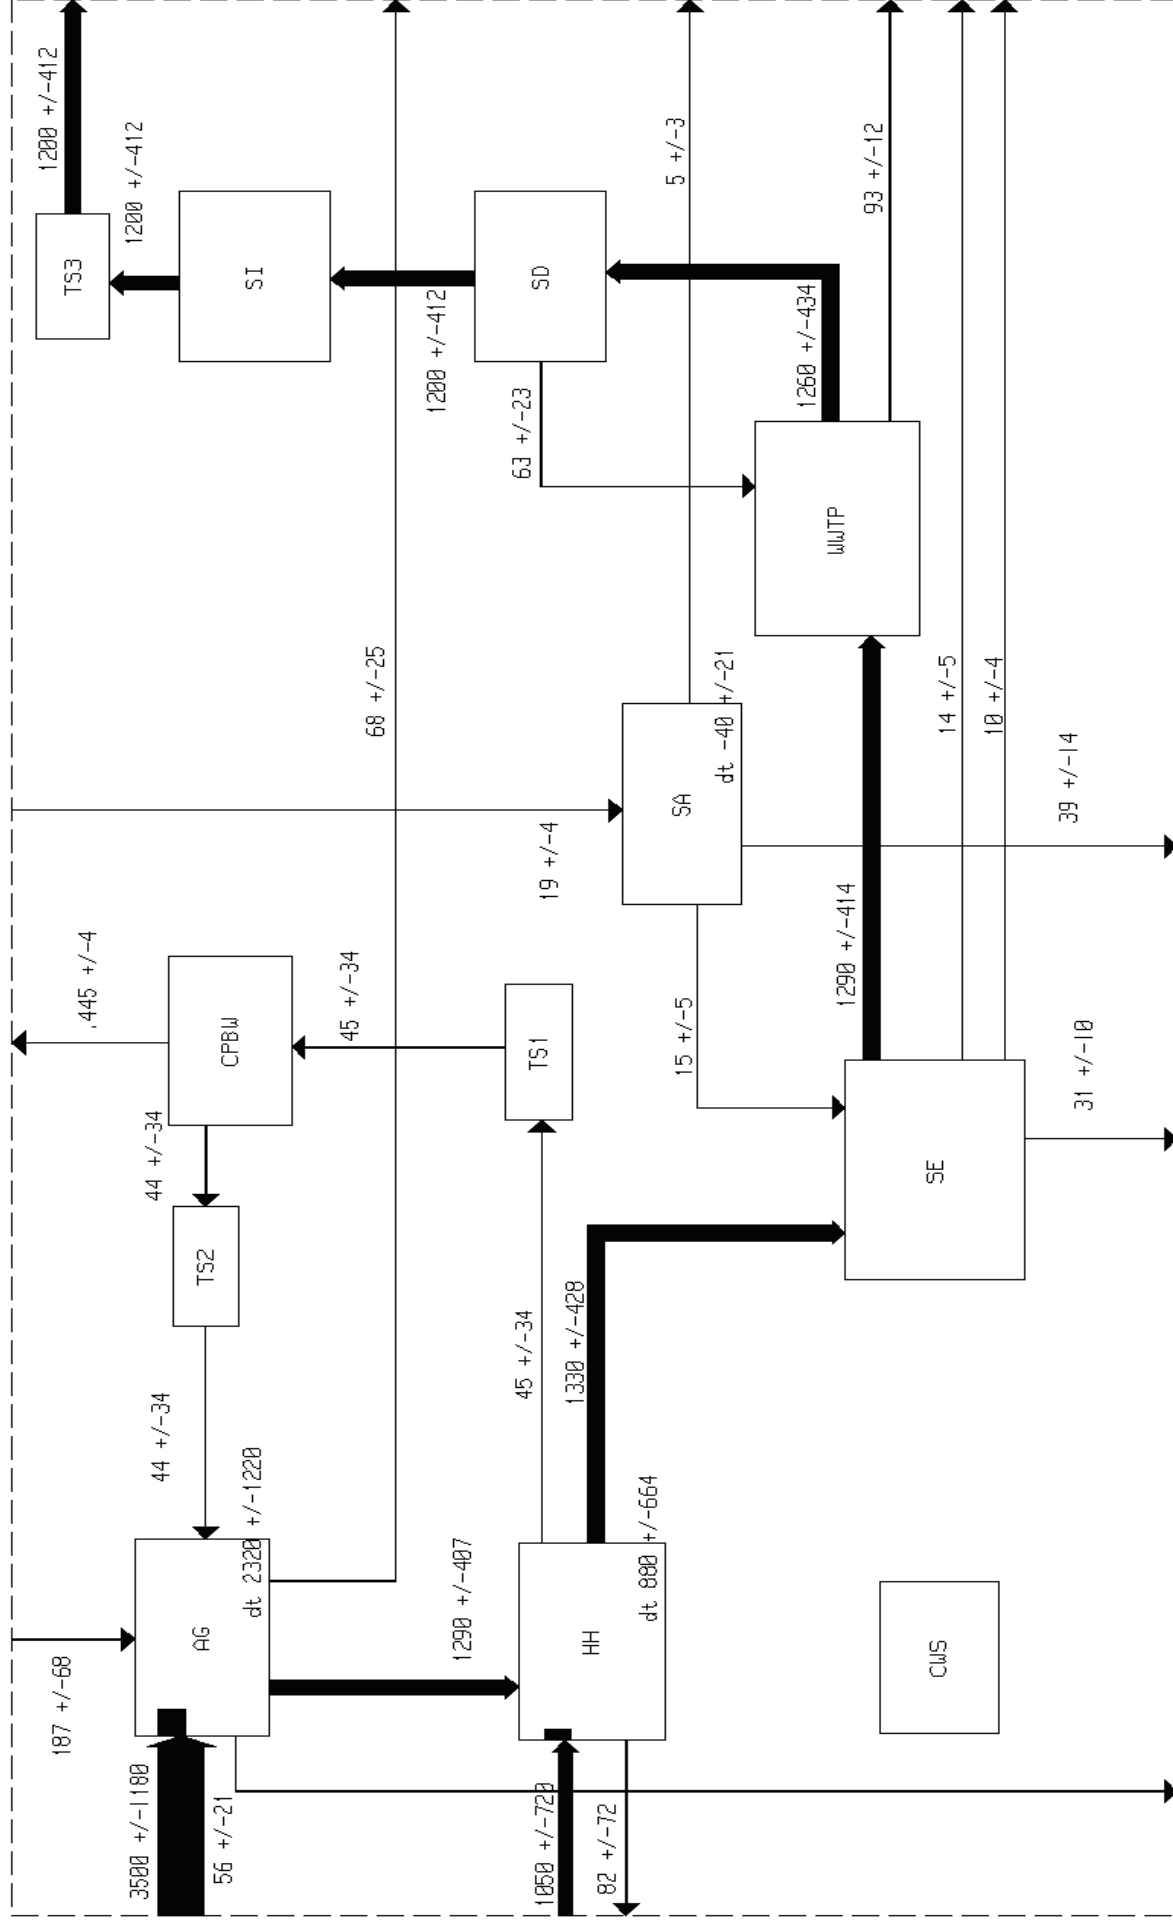 187 +/-68
3500 +/-1180
56 +/-21
AG
dt 2320 +/-1220
44 +/-34
TS2
44 +/-34
CPBW
.445 +/-4
1290 +/-407
68 +/-25
1050 +/-720
82 +/-72
HH
dt 880 +/-664
45 +/-34
TS1
45 +/-34
1330 +/-428
CWS
SE
31 +/-10
15 +/-5
19 +/-4
SA
dt -40 +/-21
39 +/-14
5 +/-3
1290 +/-414
14 +/-5
10 +/-4
WWTP
93 +/-12
1260 +/-434
63 +/-23
SD
1200 +/-412
SI
1200 +/-412
TS3
1200 +/-412